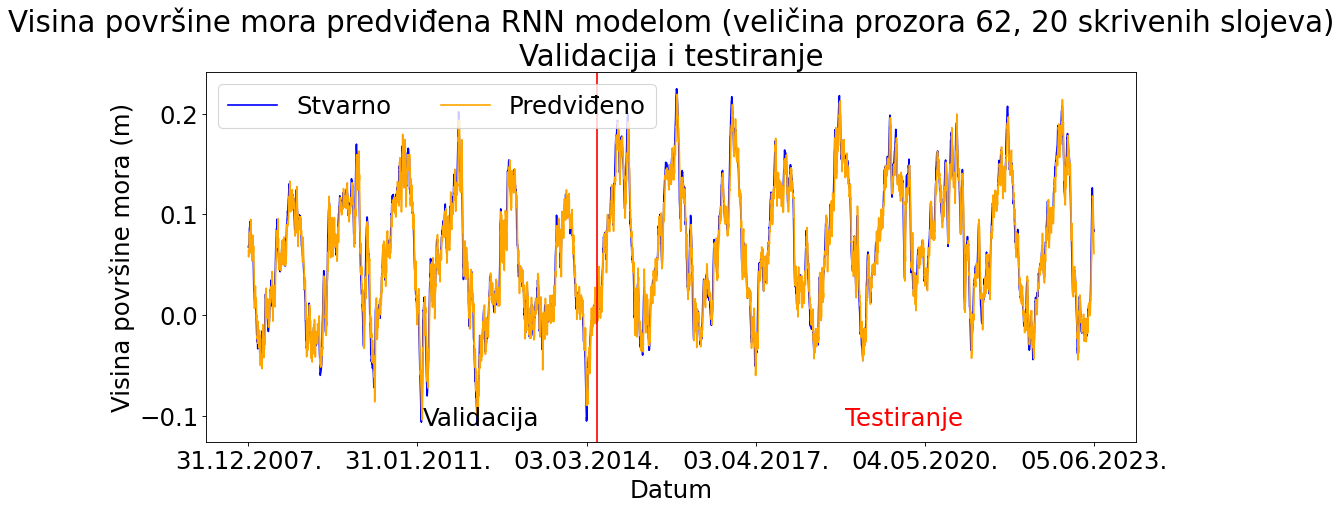 Visina površine mora predviđena RNN modelom (veličina prozora 62, 20 skrivenih slojeva)
Validacija i testiranje
Stvarno
Predviđeno
Visina površine mora (m)
0.2
0.1
0.0
−0.1
Validacija
Testiranje
31.12.2007.
31.01.2011.
03.03.2014.
03.04.2017.
04.05.2020.
05.06.2023.
Datum